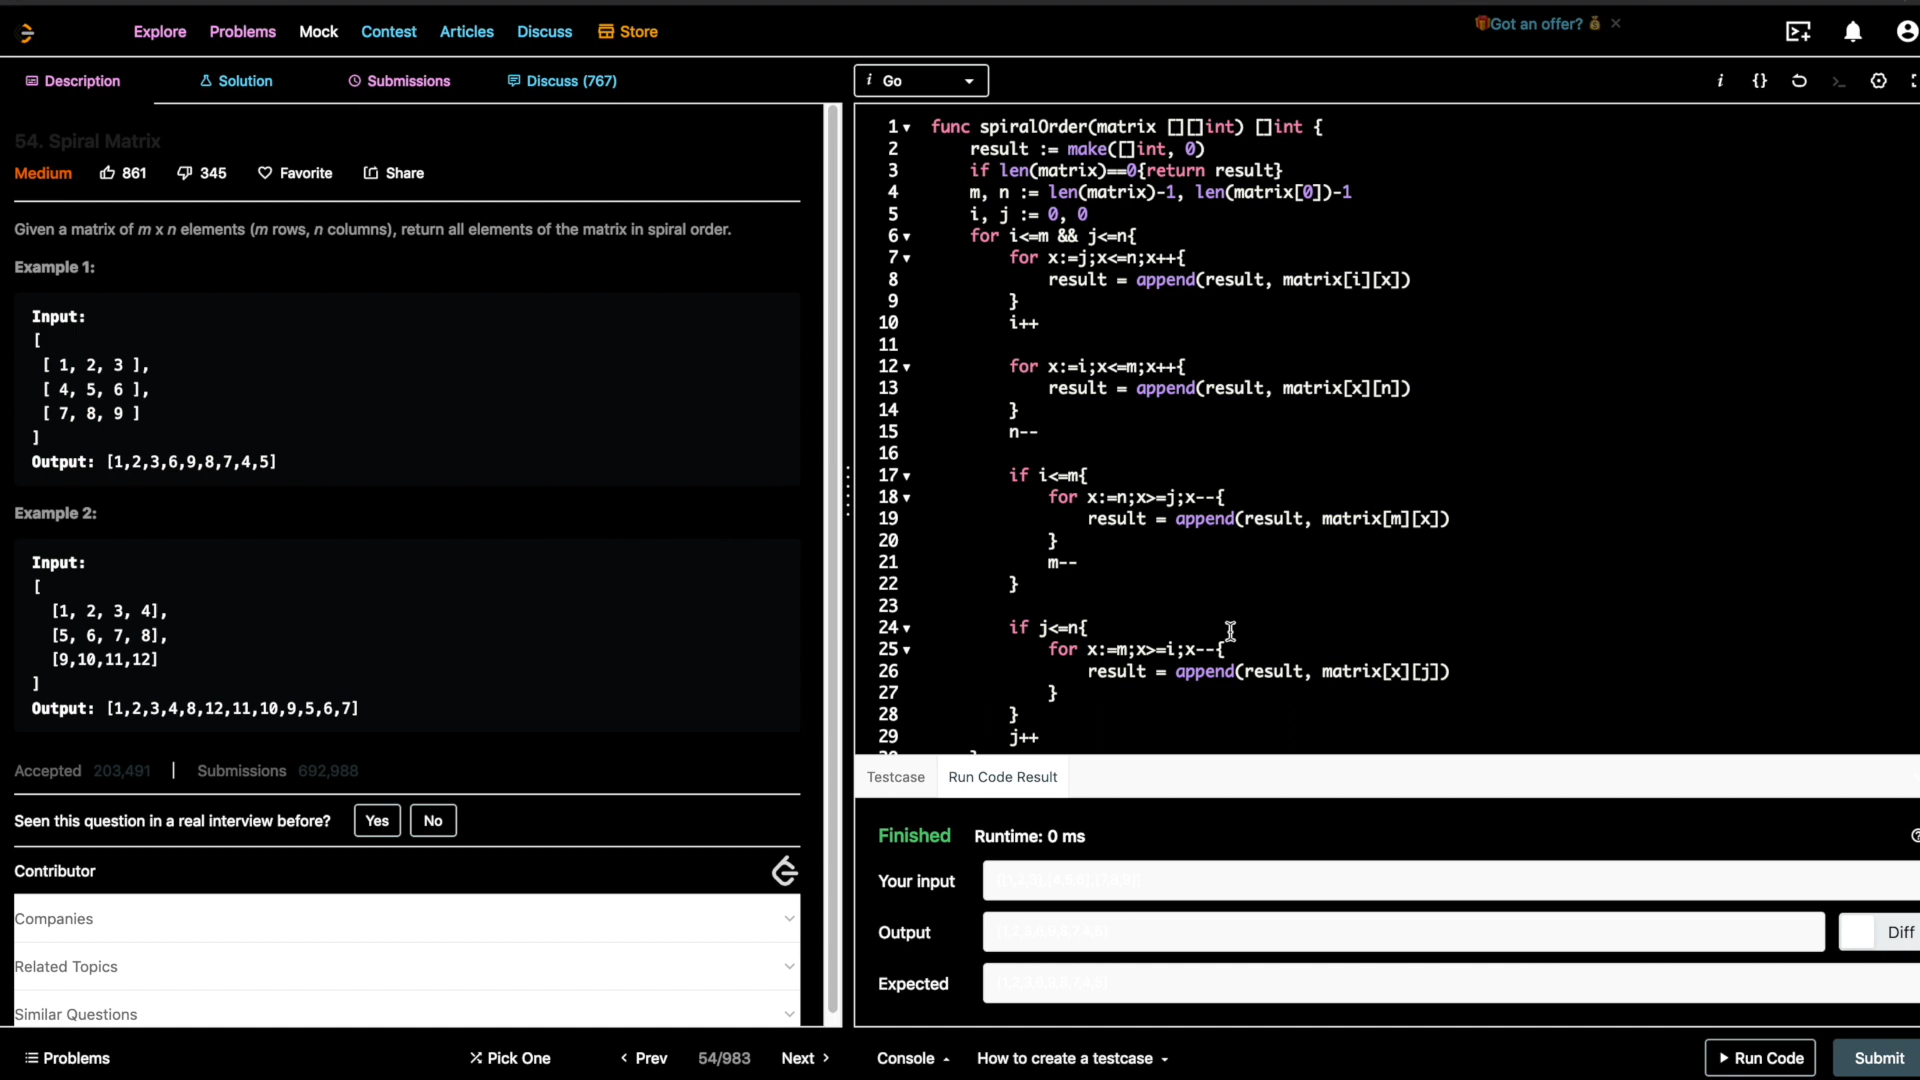 Got an offer?
Explore Problems Mock Contest Articles Discuss Store
Description Solution Submissions Discuss (767)
i Go
54. Spiral Matrix
Medium 861 345 Favorite Share
Given a matrix of m x n elements (m rows, n columns), return all elements of the matrix in spiral order.
Example 1:
Input:
[
[ 1, 2, 3 ],
[ 4, 5, 6 ],
[ 7, 8, 9 ]
]
Output: [1,2,3,6,9,8,7,4,5]
Example 2:
Input:
[
[1, 2, 3, 4],
[5, 6, 7, 8],
[9,10,11,12]
]
Output: [1,2,3,4,8,12,11,10,9,5,6,7]
Accepted 203,491 | Submissions 692,988
Seen this question in a real interview before? Yes No
Contributor
Companies
Related Topics
Similar Questions
Problems Pick One Prev 54/983 Next
1 func spiralOrder(matrix [][]int) []int {
2 result := make([]int, 0)
3 if len(matrix)==0{return result}
4 m, n := len(matrix)-1, len(matrix[0])-1
5 i, j := 0, 0
6 for i<=m && j<=n{
7 for x:=j;x<=n;x++{
8 result = append(result, matrix[i][x])
9 }
10 i++
11
12 for x:=i;x<=m;x++{
13 result = append(result, matrix[x][n])
14 }
15 n--
16
17 if i<=m{
18 for x:=n;x>=j;x--{
19 result = append(result, matrix[m][x])
20 }
21 m--
22 }
23
24 if j<=n{
25 for x:=m;x>=i;x--{
26 result = append(result, matrix[x][j])
27 }
28 }
29 j++
Testcase Run Code Result
Finished Runtime: 0 ms
Your input
Output Diff
Expected
Console How to create a testcase Run Code Submit